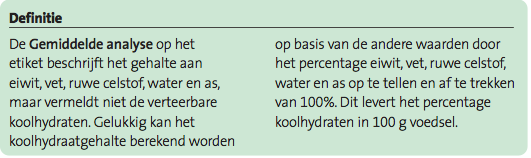 Definitie
De Gemiddelde analyse op het
etiket beschrijft het gehalte aan
eiwit, vet, ruwe celstof, water en as,
maar vermeldt niet de verteerbare
koolhydraten. Gelukkig kan het
koolhydraatgehalte berekend worden
op basis van de andere waarden door
het percentage eiwit, vet, ruwe celstof,
water en as op te tellen en af te trekken
van 100%. Dit levert het percentage
koolhydraten in 100 g voedsel.